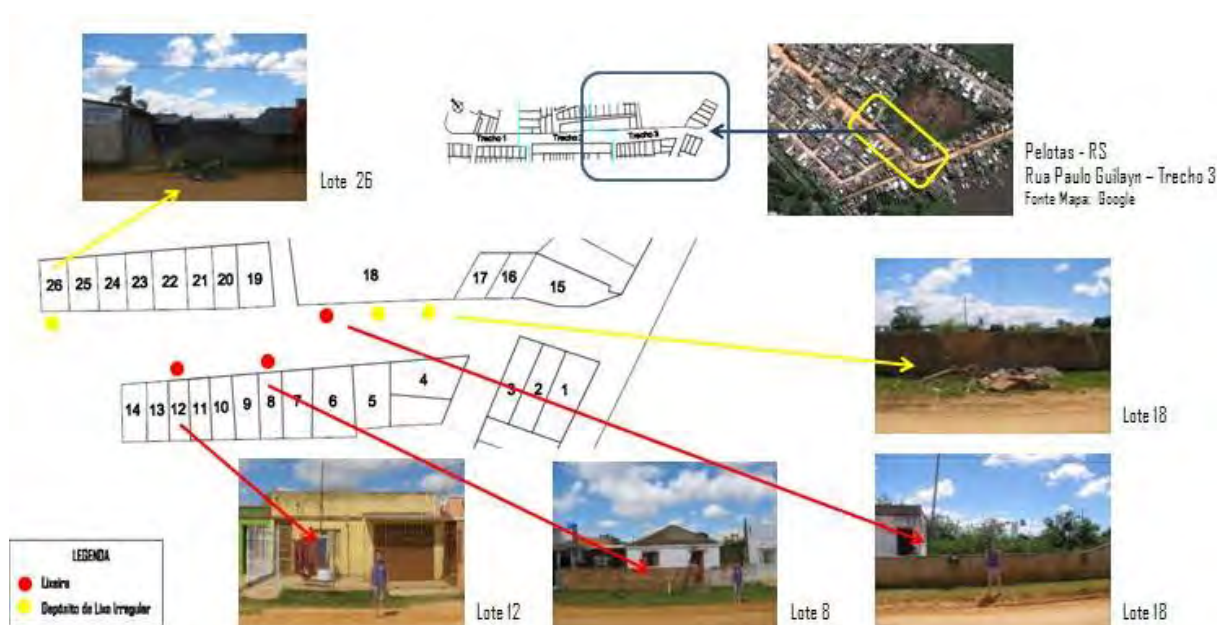 Lote 26
Trecho 1
Trecho 2
Trecho 3
Pelotas - RS
Rua Paulo Guilayn – Trecho 3
Fonte Mapa: Google
26 25 24 23 22 21 20 19
18
17 16 15
14 13 12 11 10 9 8 7 6 5 4
3 2 1
Lote 18
Lote 12
Lote 8
Lote 18
LEGENDA
Lixeira
Depósito de Lixo Irregular